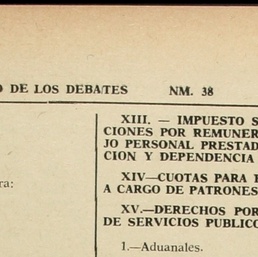 O DE LOS DEBATES NM. 38
XIII. — IMPUESTO S
CIONES POR REMUNER
JO PERSONAL PRESTAD
CION Y DEPENDENCIA
XIV—CUOTAS PARA
A CARGO DE PATRONES
XV.—DERECHOS POR
DE SERVICIOS PUBLICO
1.—Aduanales.
ra: